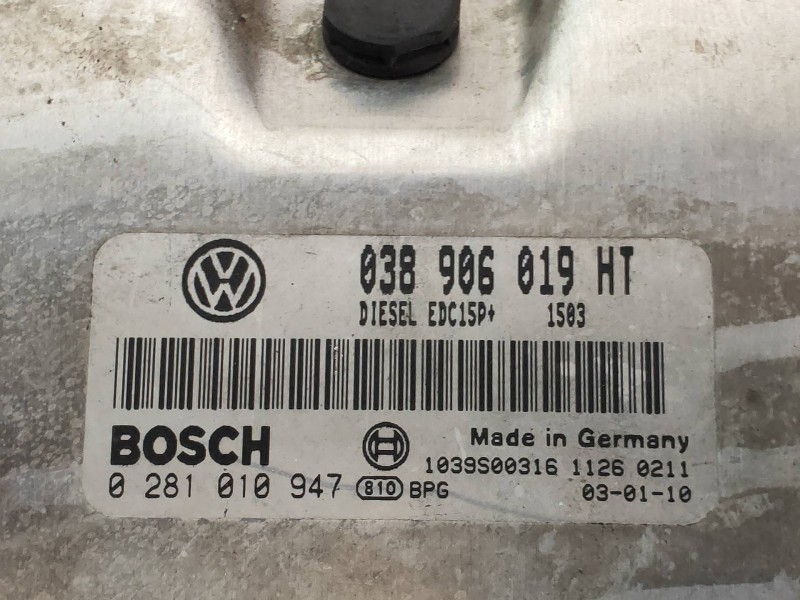 VW
038 906 019 HT
DIESEL EDC15P+ 1503
BOSCH
Made in Germany
1039S00316 1126 0211
0 281 010 947 810 BPG 03-01-10